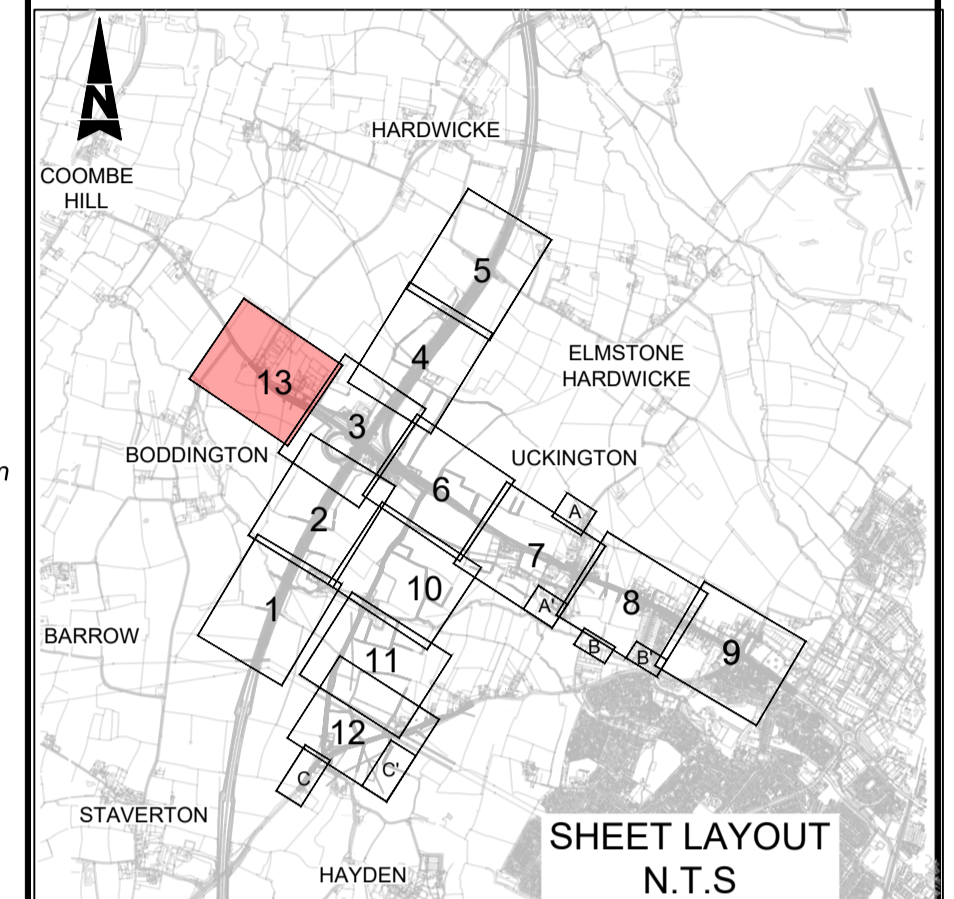 N
HARDWICKE
COOMBE
HILL
5
ELMSTONE
HARDWICKE
4
13
3
BODDINGTON
UCKINGTON
n
6
A
2
7
10
A'
8
1
BARROW
B
B'
9
11
12
C
C'
STAVERTON
SHEET LAYOUT
N.T.S
HAYDEN